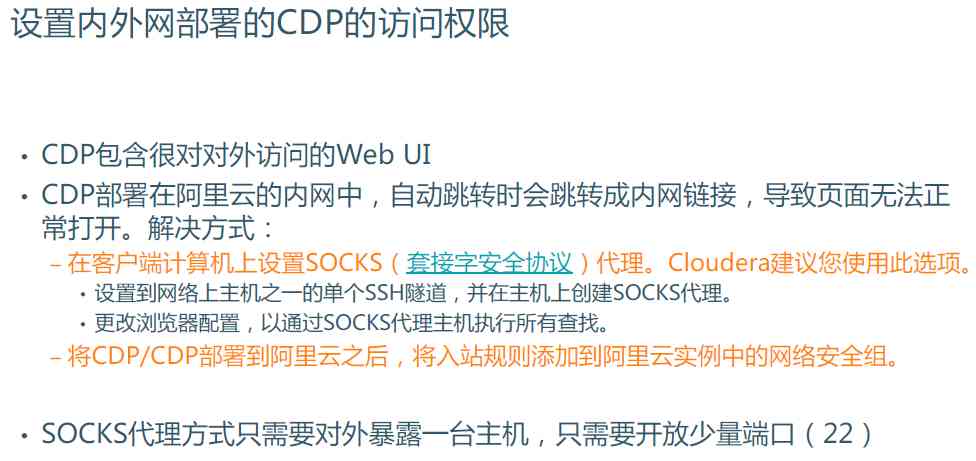 设置内外网部署的CDP的访问权限
• CDP包含很对对外访问的Web UI
• CDP部署在阿里云的内网中，自动跳转时会跳转成内网链接，导致页面无法正
常打开。解决方式：
– 在客户端计算机上设置SOCKS（套接字安全协议）代理。Cloudera建议您使用此选项。
• 设置到网络上主机之一的单个SSH隧道，并在主机上创建SOCKS代理。
• 更改浏览器配置，以通过SOCKS代理主机执行所有查找。
– 将CDP/CDP部署到阿里云之后，将入站规则添加到阿里云实例中的网络安全组。
• SOCKS代理方式只需要对外暴露一台主机，只需要开放少量端口（22）